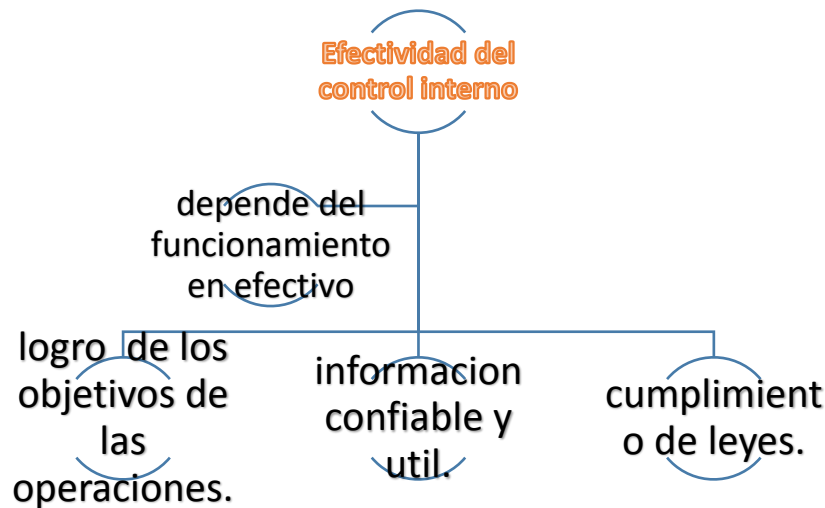 Efectividad del
control interno
depende del
funcionamiento
en efectivo
logro de los
objetivos de
las
operaciones.
informacion
confiable y
util.
cumplimient
o de leyes.